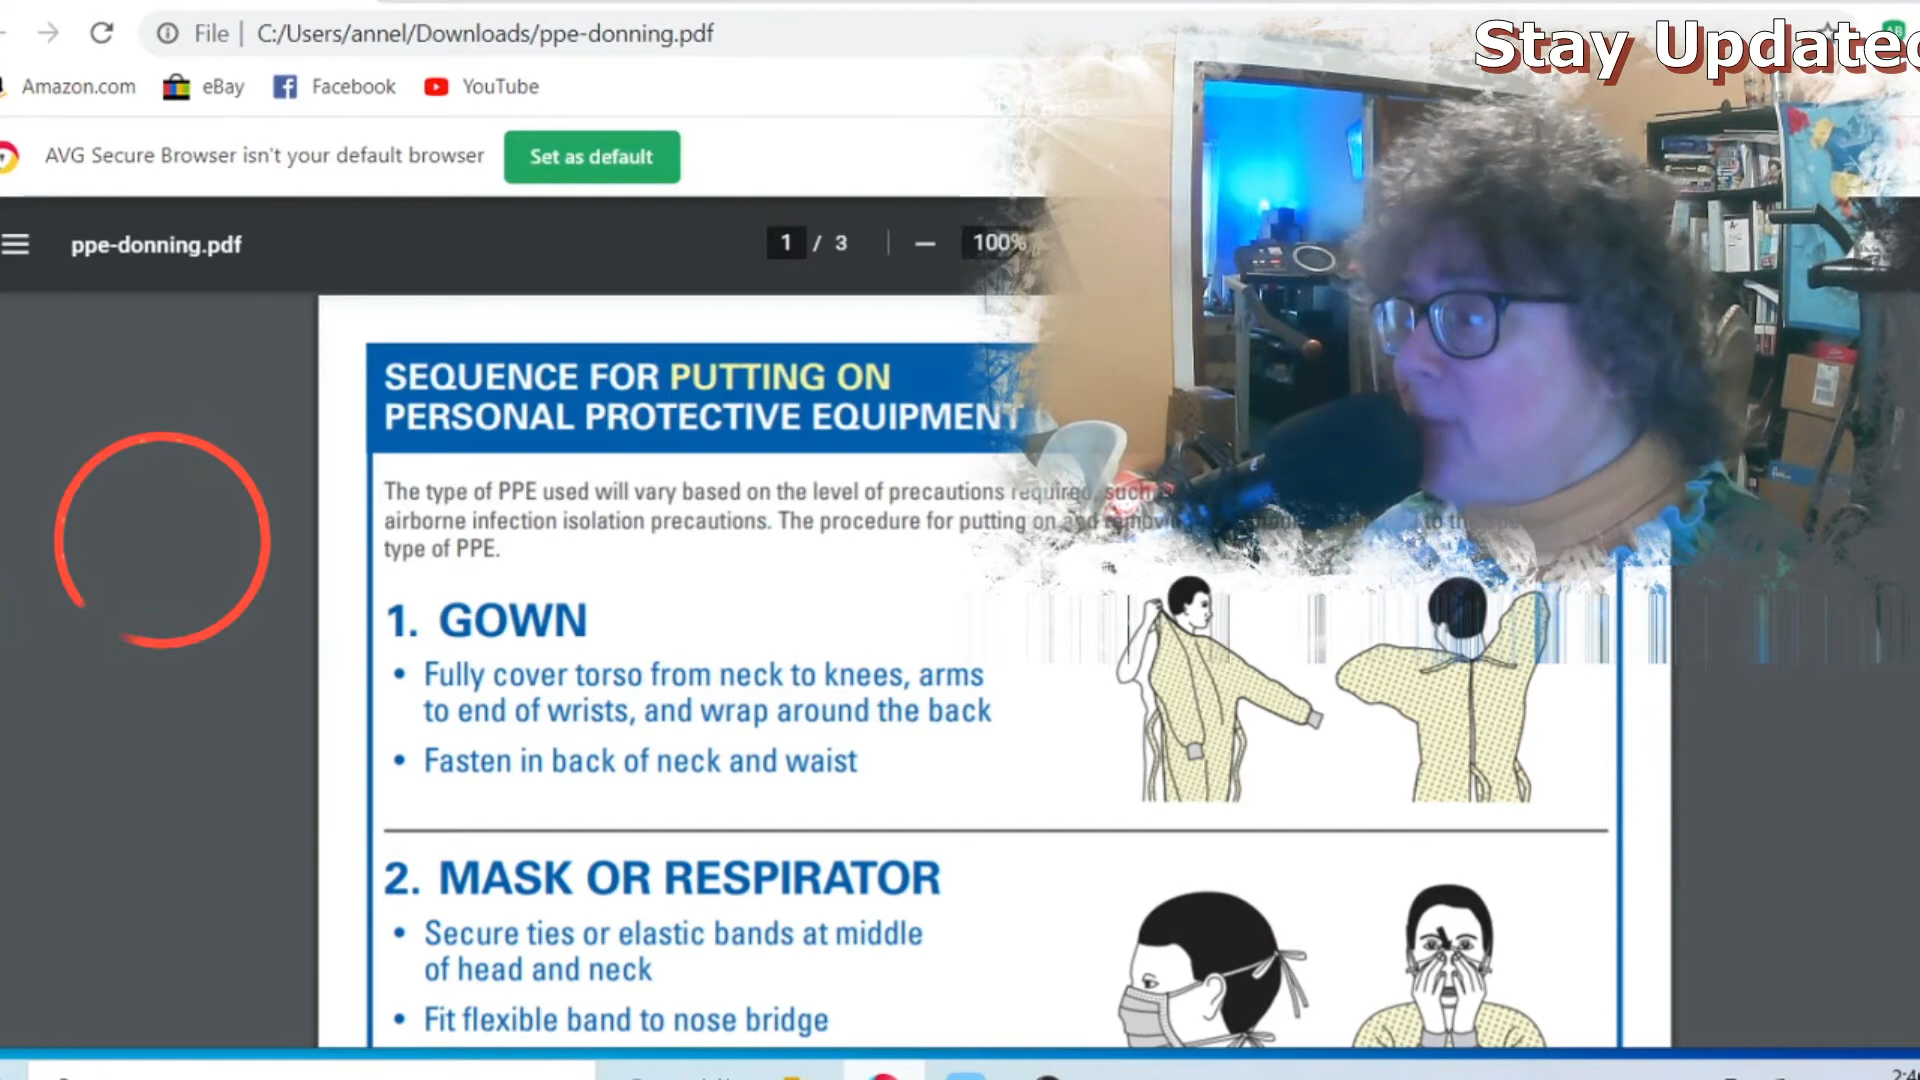 File | C:/Users/annel/Downloads/ppe-donning.pdf
Stay Updated
Amazon.com eBay Facebook YouTube
AVG Secure Browser isn't your default browser Set as default
ppe-donning.pdf 1 / 3 — 100%
SEQUENCE FOR PUTTING ON
PERSONAL PROTECTIVE EQUIPMENT
The type of PPE used will vary based on the level of precautions required, such
airborne infection isolation precautions. The procedure for putting on and removing to the
type of PPE.
1. GOWN
• Fully cover torso from neck to knees, arms
to end of wrists, and wrap around the back
• Fasten in back of neck and waist
2. MASK OR RESPIRATOR
• Secure ties or elastic bands at middle
of head and neck
• Fit flexible band to nose bridge